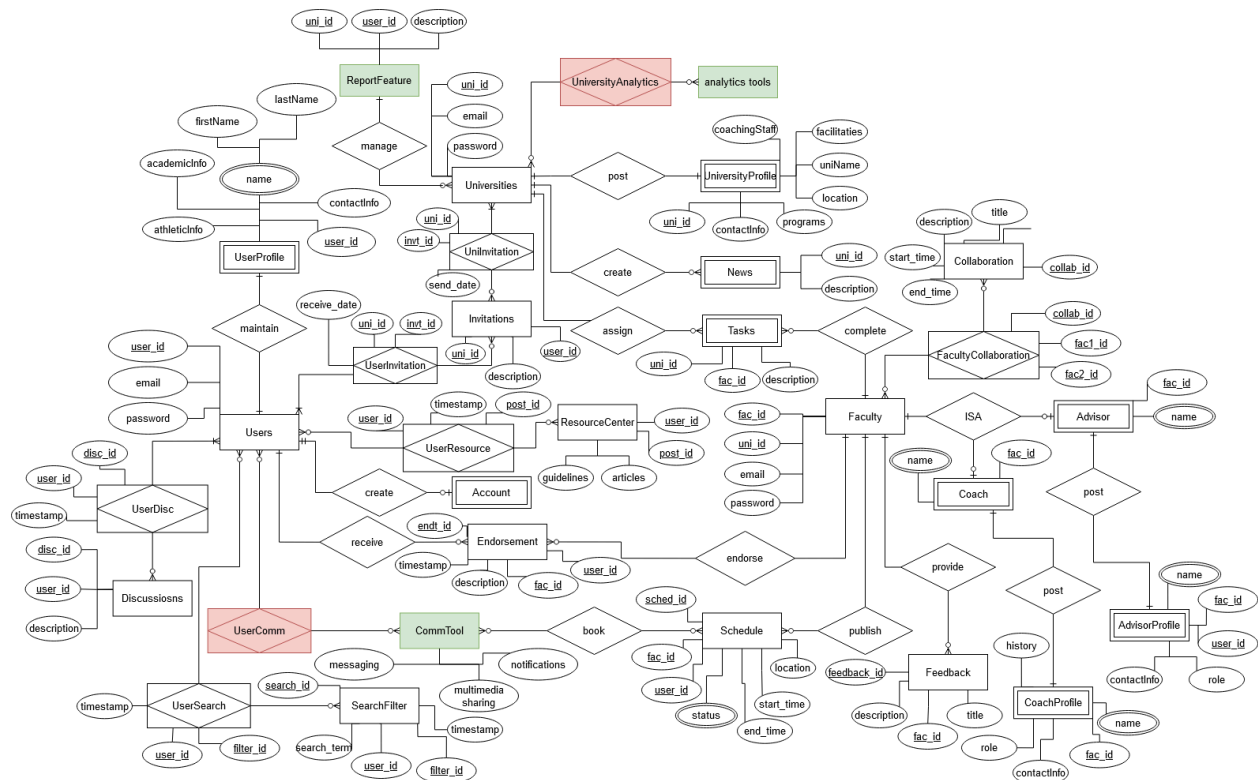 uni_id
user_id
description
ReportFeature
UniversityAnalytics
analytics tools
lastName
firstName
uni_id
email
password
manage
coachingStaff
facilitaties
academicInfo
name
Universities
post
UniversityProfile
uniName
location
contactInfo
athleticInfo
user_id
uni_id
contactInfo
programs
UserProfile
uni_id
invt_id
UniInvitation
send_date
create
News
uni_id
description
description
title
start_time
Collaboration
collab_id
end_time
receive_date
uni_id
invt_id
Invitations
maintain
assign
Tasks
complete
collab_id
fac1_id
FacultyCollaboration
fac2_id
UserInvitation
uni_id
user_id
description
uni_id
fac_id
description
user_id
email
password
Users
timestamp
user_id
post_id
UserResource
ResourceCenter
user_id
post_id
guidelines
articles
fac_id
uni_id
email
password
Faculty
ISA
Advisor
fac_id
name
name
fac_id
Coach
disc_id
user_id
timestamp
UserDisc
create
Account
post
receive
endt_id
Endorsement
timestamp
description
fac_id
user_id
endorse
provide
post
disc_id
user_id
description
Discussiosns
UserComm
CommTool
book
sched_id
Schedule
publish
fac_id
user_id
status
end_time
start_time
location
messaging
multimedia
sharing
notifications
name
fac_id
AdvisorProfile
user_id
contactInfo
role
feedback_id
Feedback
description
fac_id
title
history
CoachProfile
name
role
contactInfo
fac_id
timestamp
UserSearch
user_id
filter_id
search_id
SearchFilter
search_term
user_id
filter_id
timestamp